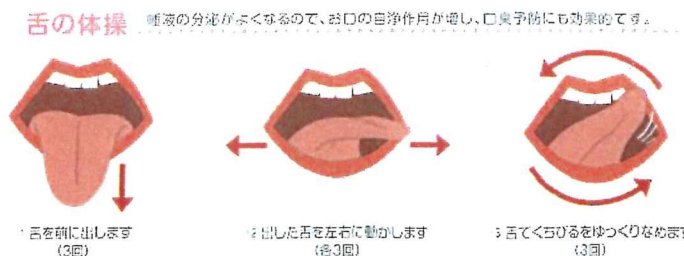 舌の体操
唾液の分泌がよくなるので、お口の自浄作用が増し、口臭予防にも効果的です。
1 舌を前に出します
(3回)
2 出した舌を左右に動かします
(各3回)
3 舌でくちびるをゆっくりなめます
(3回)